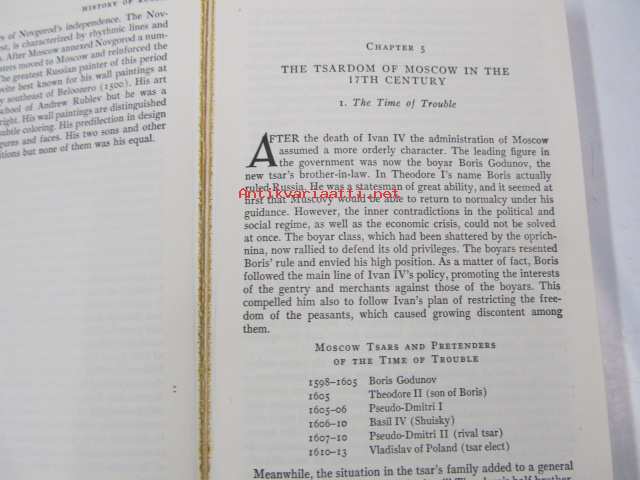 HISTORY OF
of Novgorod's independence. The Nov-
is characterized by rhythmic lines and
After Moscow annexed Novgorod a num-
moved to Moscow and reinforced the
The greatest Russian painter of this period
best known for his wall paintings at
southeast of Beloozero (1500). His art
school of Andrew Rublev but he was a
right. His wall paintings are distinguished
coloring. His predilection in design
figures and faces. His two sons and other
but none of them was his equal.
CHAPTER 5
THE TSARDOM OF MOSCOW IN THE
17TH CENTURY
1. The Time of Trouble
AFTER the death of Ivan IV the administration of Moscow
assumed a more orderly character. The leading figure in
the government was now the boyar Boris Godunov, the
new tsar's brother-in-law. In Theodore I's name Boris actually
ruled Russia. He was a statesman of great ability, and it seemed at
first that Muscovy would be able to return to normalcy under his
guidance. However, the inner contradictions in the political and
social regime, as well as the economic crisis, could not be solved
at once. The boyar class, which had been shattered by the oprich-
nina, now rallied to defend its old privileges. The boyars resented
Boris' rule and envied his high position. As a matter of fact, Boris
followed the main line of Ivan IV's policy, promoting the interests
of the gentry and merchants against those of the boyars. This
compelled him also to follow Ivan's plan of restricting the free-
dom of the peasants, which caused growing discontent among
them.
MOSCOW TSARS AND PRETENDERS
OF THE TIME OF TROUBLE
1598–1605 Boris Godunov
1605 Theodore II (son of Boris)
1605–06 Pseudo-Dmitri I
1606–10 Basil IV (Shuisky)
1607–10 Pseudo-Dmitri II (rival tsar)
1610–13 Vladislav of Poland (tsar elect)
Meanwhile, the situation in the tsar's family added to a general
half brother
Antikvariaatti.net